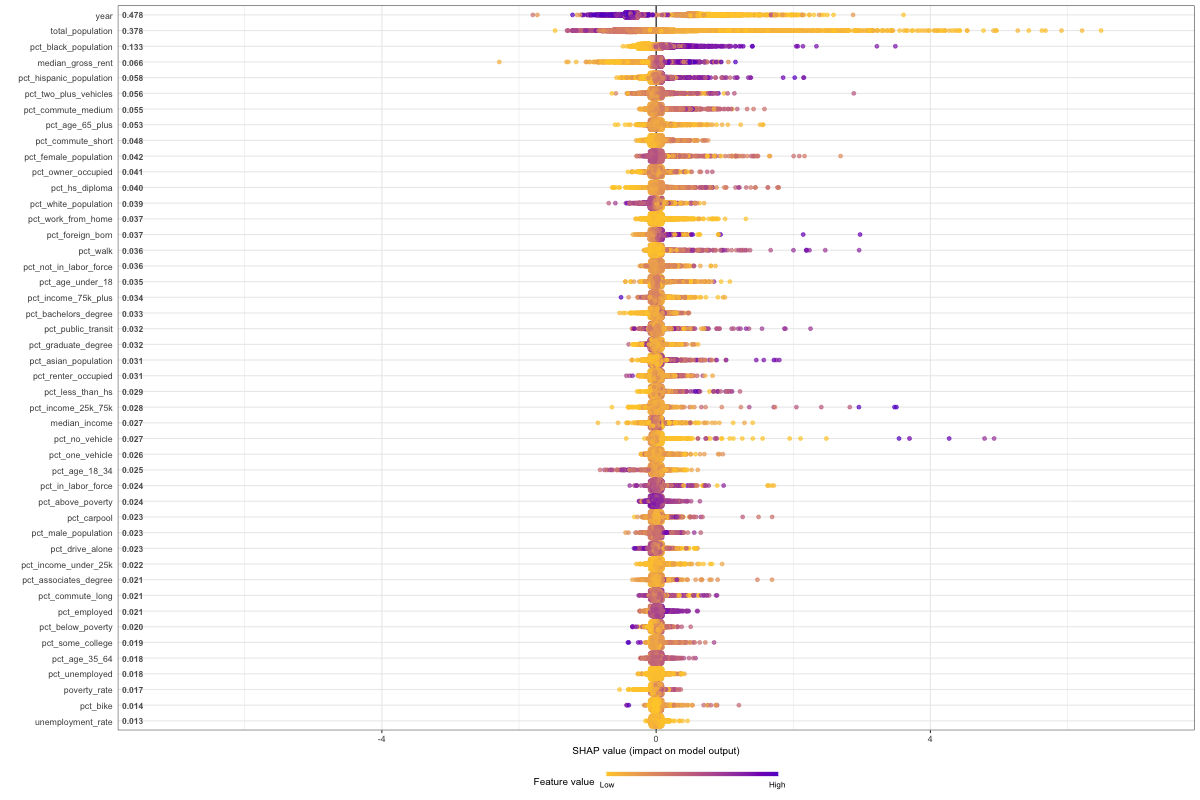 year 0.478
total_population 0.378
pct_black_population 0.133
median_gross_rent 0.066
pct_hispanic_population 0.058
pct_two_plus_vehicles 0.056
pct_commute_medium 0.055
pct_age_65_plus 0.053
pct_commute_short 0.048
pct_female_population 0.042
pct_owner_occupied 0.041
pct_hs_diploma 0.040
pct_white_population 0.039
pct_work_from_home 0.037
pct_foreign_born 0.037
pct_walk 0.036
pct_not_in_labor_force 0.036
pct_age_under_18 0.035
pct_income_75k_plus 0.034
pct_bachelors_degree 0.033
pct_public_transit 0.032
pct_graduate_degree 0.032
pct_asian_population 0.031
pct_renter_occupied 0.031
pct_less_than_hs 0.029
pct_income_25k_75k 0.028
median_income 0.027
pct_no_vehicle 0.027
pct_one_vehicle 0.026
pct_age_18_34 0.025
pct_in_labor_force 0.024
pct_above_poverty 0.024
pct_carpool 0.023
pct_male_population 0.023
pct_drive_alone 0.023
pct_income_under_25k 0.022
pct_associates_degree 0.021
pct_commute_long 0.021
pct_employed 0.021
pct_below_poverty 0.020
pct_some_college 0.019
pct_age_35_64 0.018
pct_unemployed 0.018
poverty_rate 0.017
pct_bike 0.014
unemployment_rate 0.013
-4 0 4
SHAP value (impact on model output)
Feature value Low High